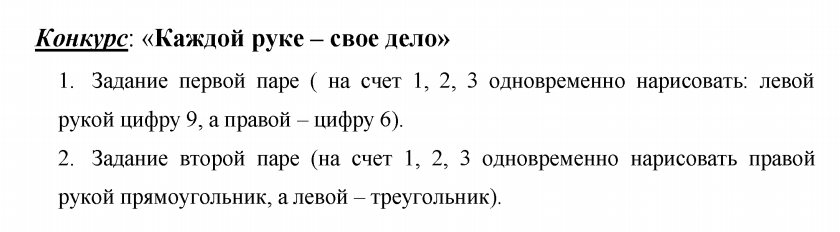 Конкурс: «Каждой руке – свое дело»
1. Задание первой паре ( на счет 1, 2, 3 одновременно нарисовать: левой
рукой цифру 9, а правой – цифру 6).
2. Задание второй паре (на счет 1, 2, 3 одновременно нарисовать правой
рукой прямоугольник, а левой – треугольник).